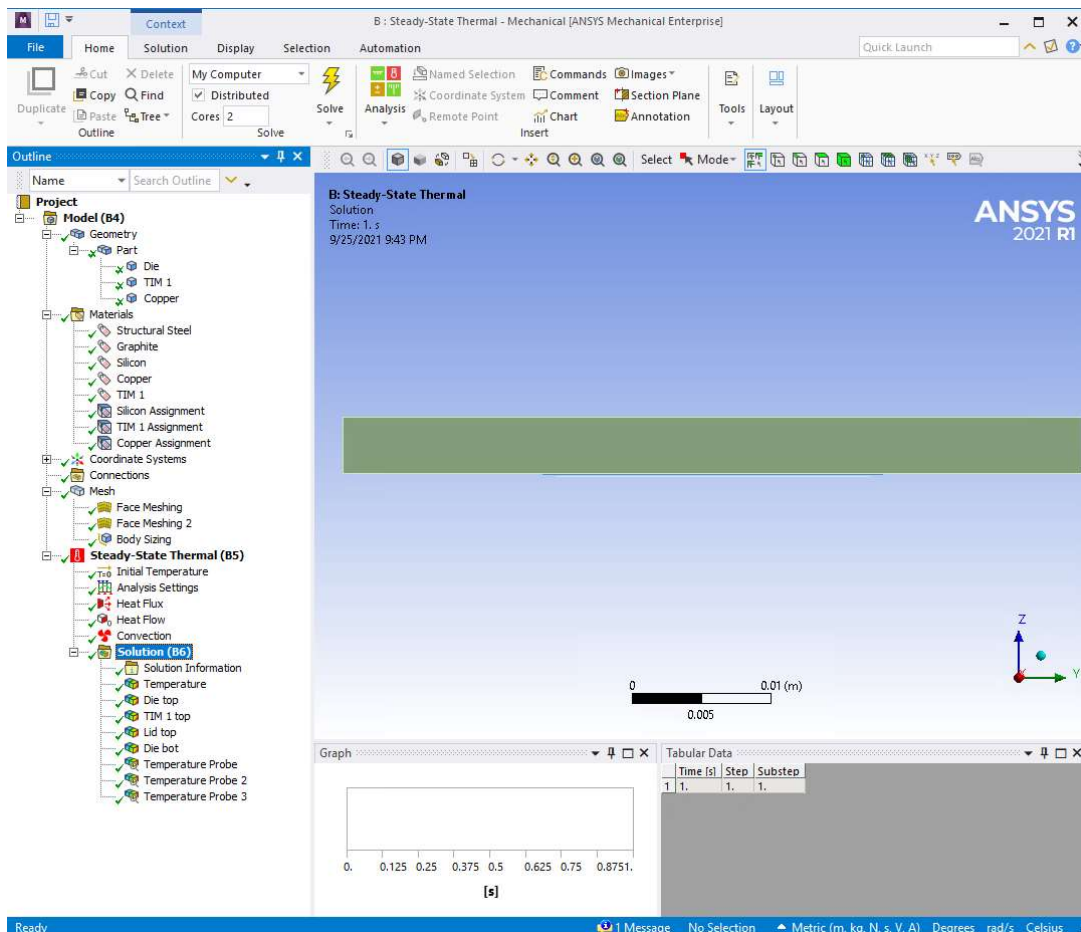 M
Context
B : Steady-State Thermal - Mechanical [ANSYS Mechanical Enterprise]
File Home Solution Display Selection Automation
Quick Launch
Duplicate
Cut
Copy
Paste
Delete
Find
Tree
Outline
My Computer
Distributed
Cores 2
Solve
Solve
Analysis
Named Selection
Coordinate System
Remote Point
Commands
Comment
Chart
Images
Section Plane
Annotation
Insert
Tools
Layout
Outline
Name Search Outline
Select Mode
Project
Model (B4)
Geometry
Part
Die
TIM 1
Copper
Materials
Structural Steel
Graphite
Silicon
Copper
TIM 1
Silicon Assignment
TIM 1 Assignment
Copper Assignment
Coordinate Systems
Connections
Mesh
Face Meshing
Face Meshing 2
Body Sizing
Steady-State Thermal (B5)
T=0 Initial Temperature
Analysis Settings
Heat Flux
Heat Flow
Convection
Solution (B6)
Solution Information
Temperature
Die top
TIM 1 top
Lid top
Die bot
Temperature Probe
Temperature Probe 2
Temperature Probe 3
B: Steady-State Thermal
Solution
Time: 1. s
9/25/2021 9:43 PM
ANSYS
2021 R1
Z
Y
0 0.01 (m)
0.005
Graph
0. 0.125 0.25 0.375 0.5 0.625 0.75 0.8751.
[s]
Tabular Data
Time [s] Step Substep
1 1. 1. 1.
Ready
1 Message No Selection Metric (m, kg, N, s, V, A) Degrees rad/s Celsius